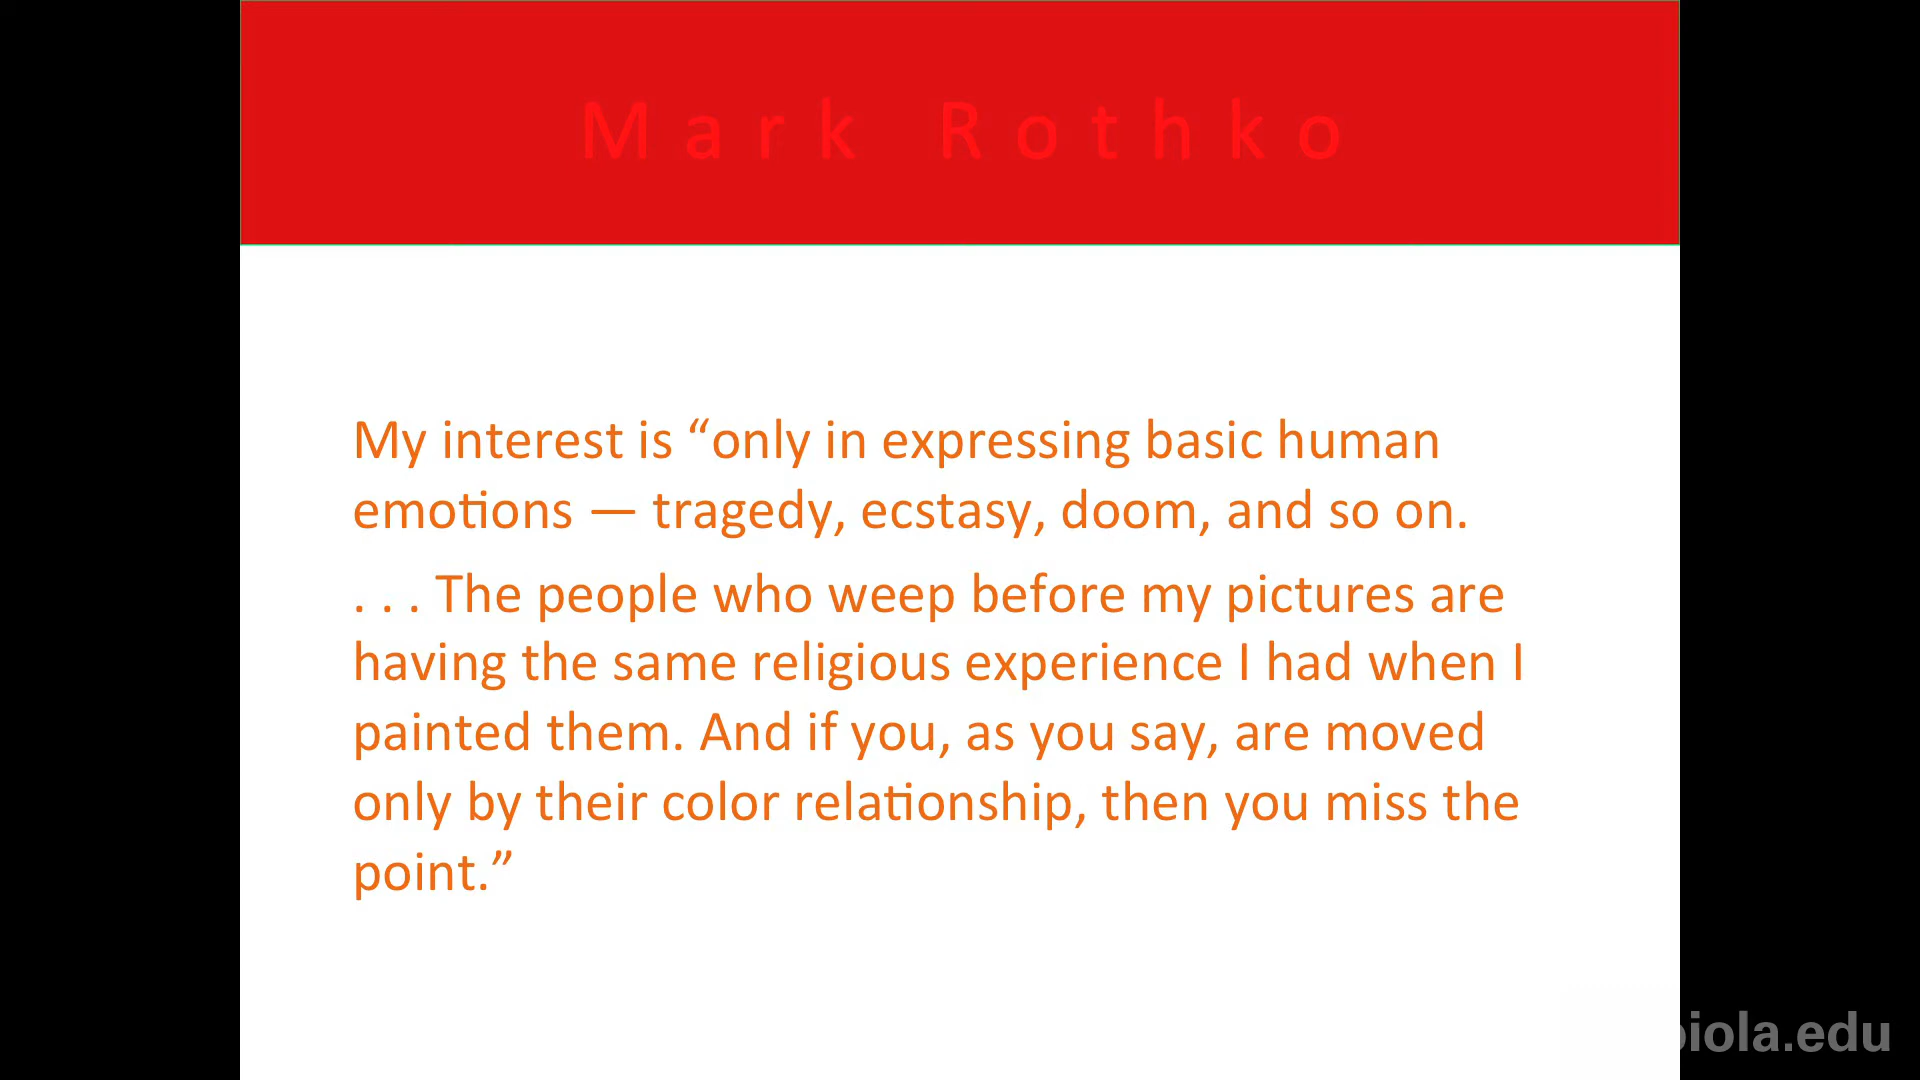 Mark Rothko
My interest is “only in expressing basic human
emotions — tragedy, ecstasy, doom, and so on.
. . . The people who weep before my pictures are
having the same religious experience I had when I
painted them. And if you, as you say, are moved
only by their color relationship, then you miss the
point.”
biola.edu